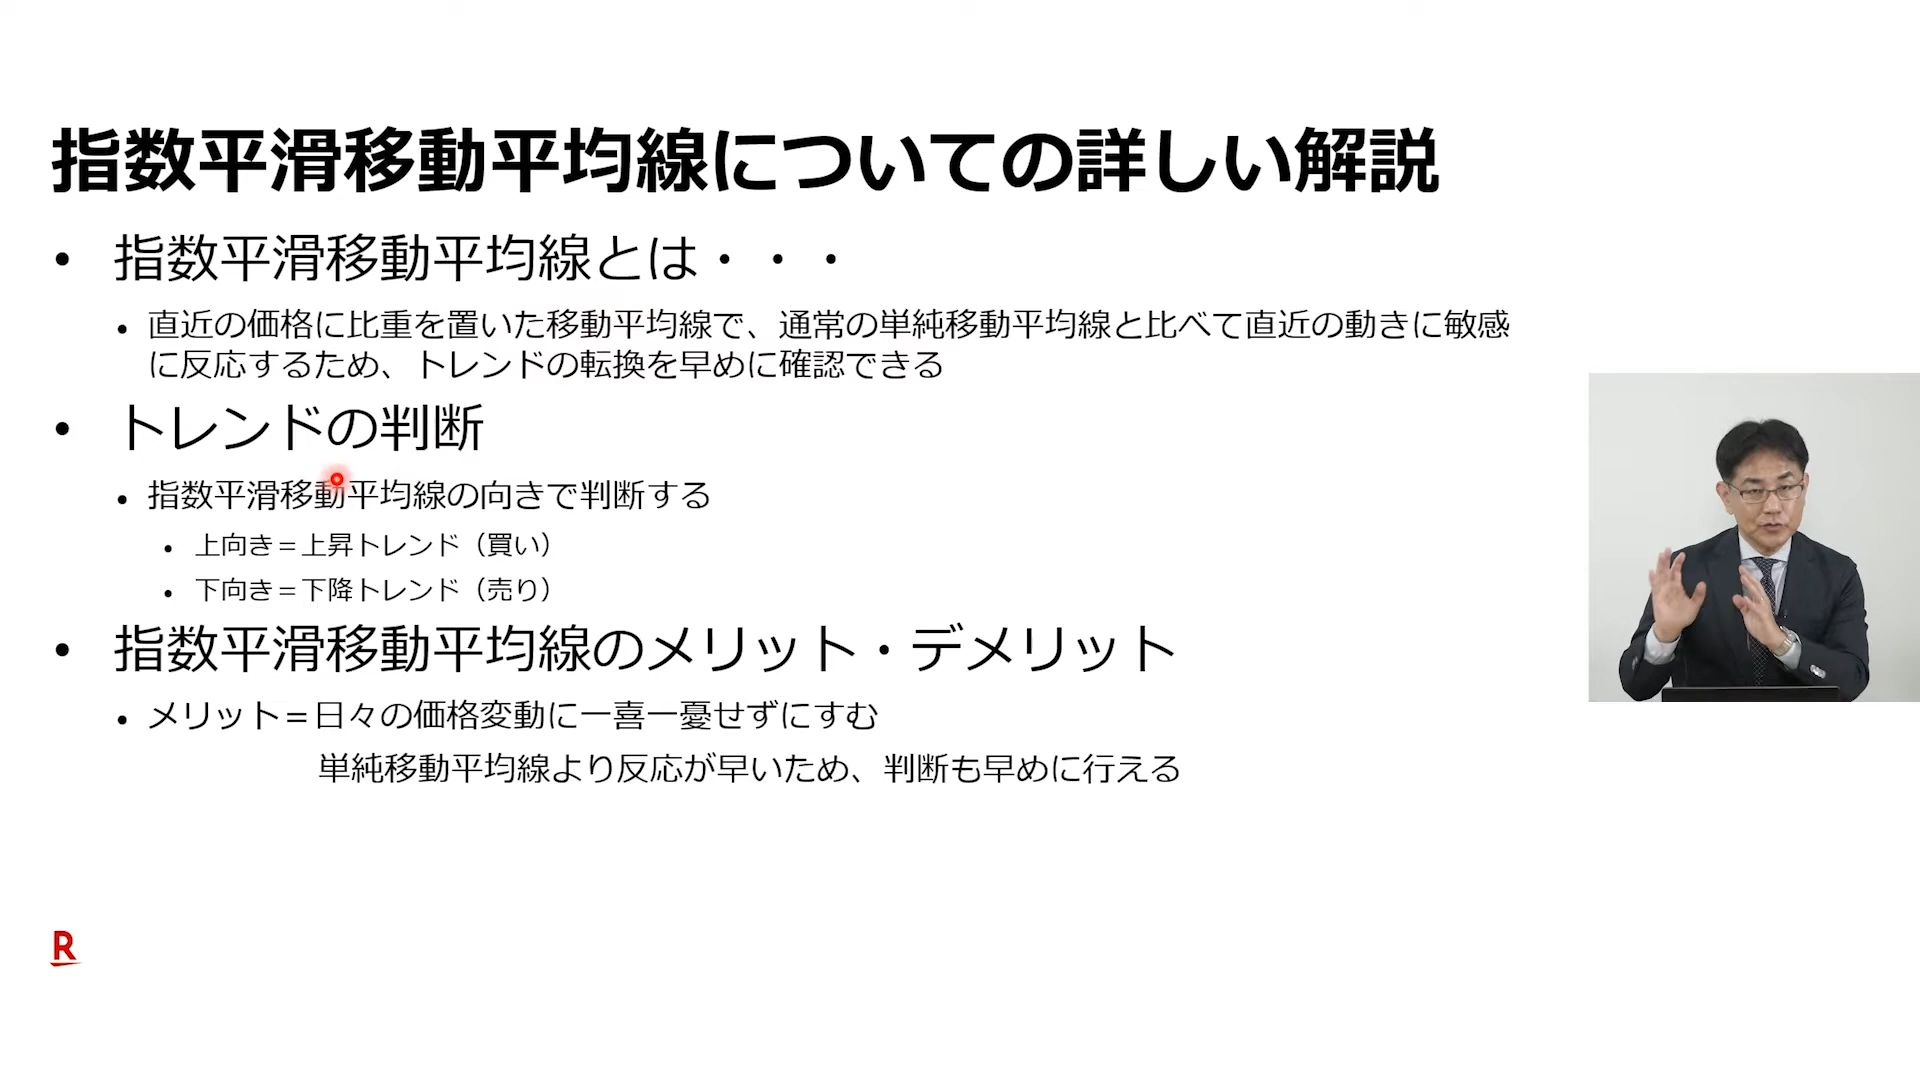 指数平滑移動平均線についての詳しい解説
• 指数平滑移動平均線とは・・・
• 直近の価格に比重を置いた移動平均線で、通常の単純移動平均線と比べて直近の動きに敏感
に反応するため、トレンドの転換を早めに確認できる
• トレンドの判断
• 指数平滑移動平均線の向きで判断する
• 上向き＝上昇トレンド（買い）
• 下向き＝下降トレンド（売り）
• 指数平滑移動平均線のメリット・デメリット
• メリット＝日々の価格変動に一喜一憂せずにすむ
単純移動平均線より反応が早いため、判断も早めに行える
R